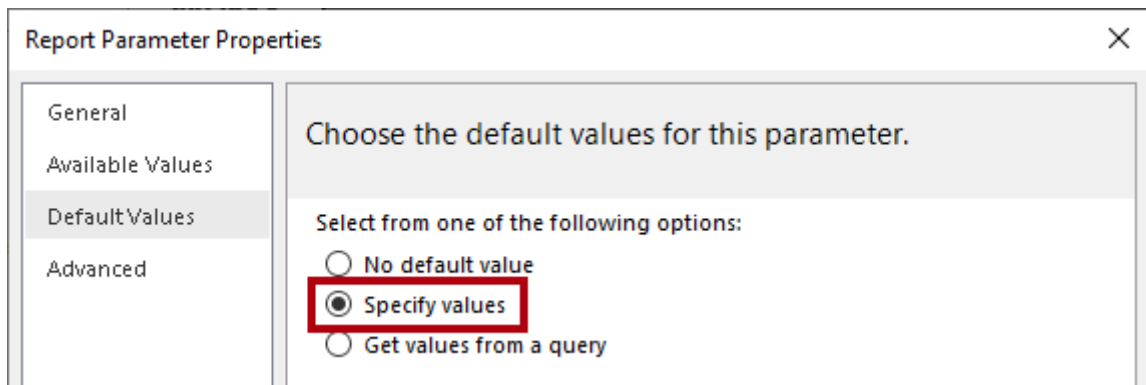 Report Parameter Properties
General
Available Values
Default Values
Advanced
Choose the default values for this parameter.
Select from one of the following options:
No default value
Specify values
Get values from a query